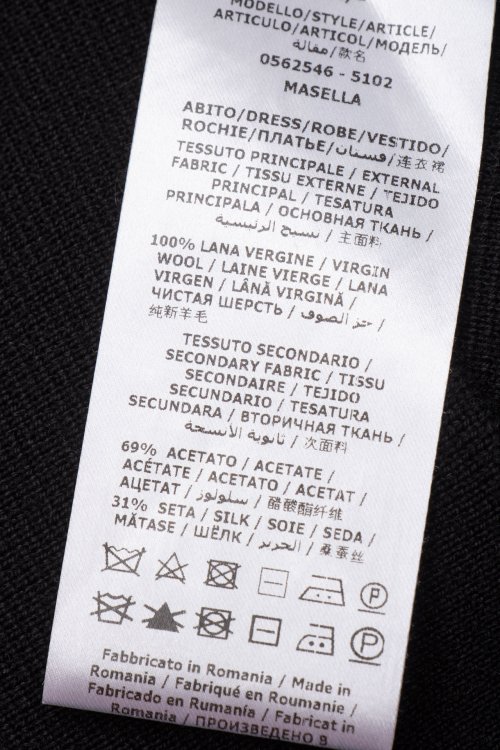 MODELLO/STYLE/ARTICLE/
ARTICULO/ARTICOL/МОДЕЛЬ/
مقالة/款名
0562546 - 5102
MASELLA
ABITO/DRESS/ROBE/VESTIDO/
ROCHIE/ПЛАТЬЕ/فستان/连衣裙
TESSUTO PRINCIPALE / EXTERNAL
FABRIC / TISSU EXTERNE / TEJIDO
PRINCIPAL / TESATURA
PRINCIPALA / ОСНОВНАЯ ТКАНЬ /
نسيج الرئيسية / 主面料
100% LANA VERGINE / VIRGIN
WOOL / LAINE VIERGE / LANA
VIRGEN / LÂNĂ VIRGINĂ /
ЧИСТАЯ ШЕРСТЬ / جز الصوف /
纯新羊毛
TESSUTO SECONDARIO /
SECONDARY FABRIC / TISSU
SECONDAIRE / TEJIDO
SECUNDARIO / TESATURA
SECUNDARA / ВТОРИЧНАЯ ТКАНЬ /
ثانوية الأنسجة / 次面料
69% ACETATO / ACETATE /
ACÉTATE / ACETATO / ACETAT /
АЦЕТАТ / سلولوز / 醋酸酯纤维
31% SETA / SILK / SOIE / SEDA /
MĂTASE / ШЁЛК / الحرير / 桑蚕丝
P
P
Fabbricato in Romania / Made in
Romania / Fabriqué en Roumanie /
Fabricado en Rumanía / Fabricat in
Romania / ПРОИЗВЕДЕНО В